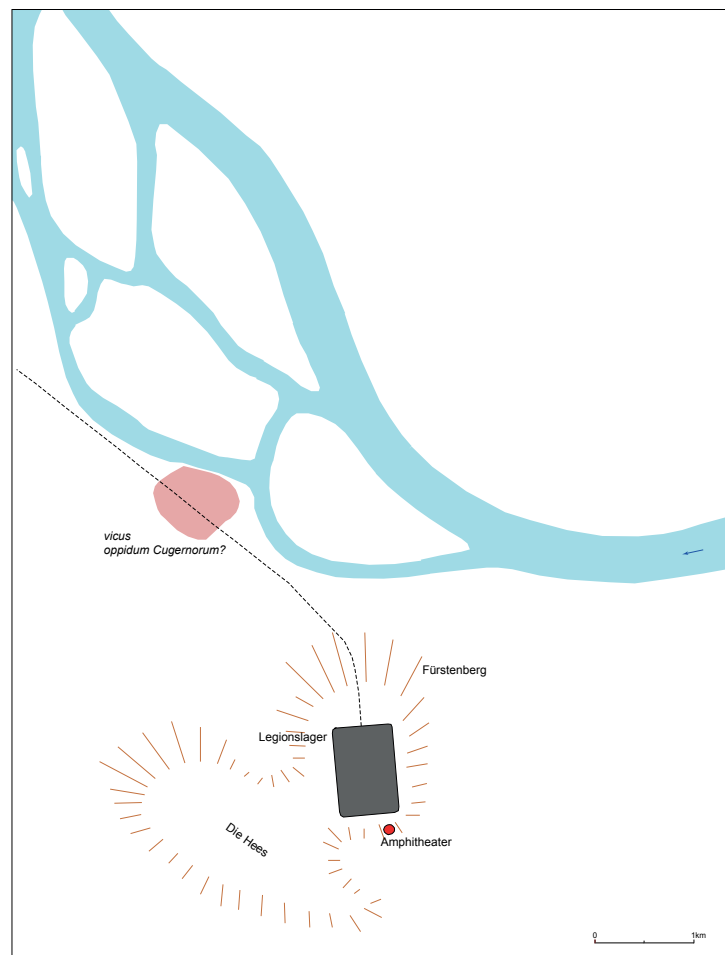 vicus
oppidum Cugernorum?
Fürstenberg
Legionslager
Die Hees
Amphitheater
0 1km